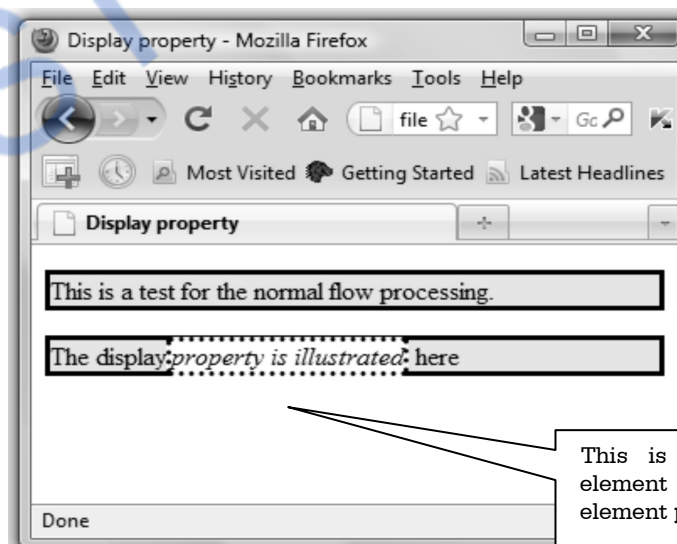 Display property - Mozilla Firefox
File Edit View History Bookmarks Tools Help
file Gc
Most Visited Getting Started Latest Headlines
Display property
This is a test for the normal flow processing.
The display property is illustrated here
This is
element
element
Done